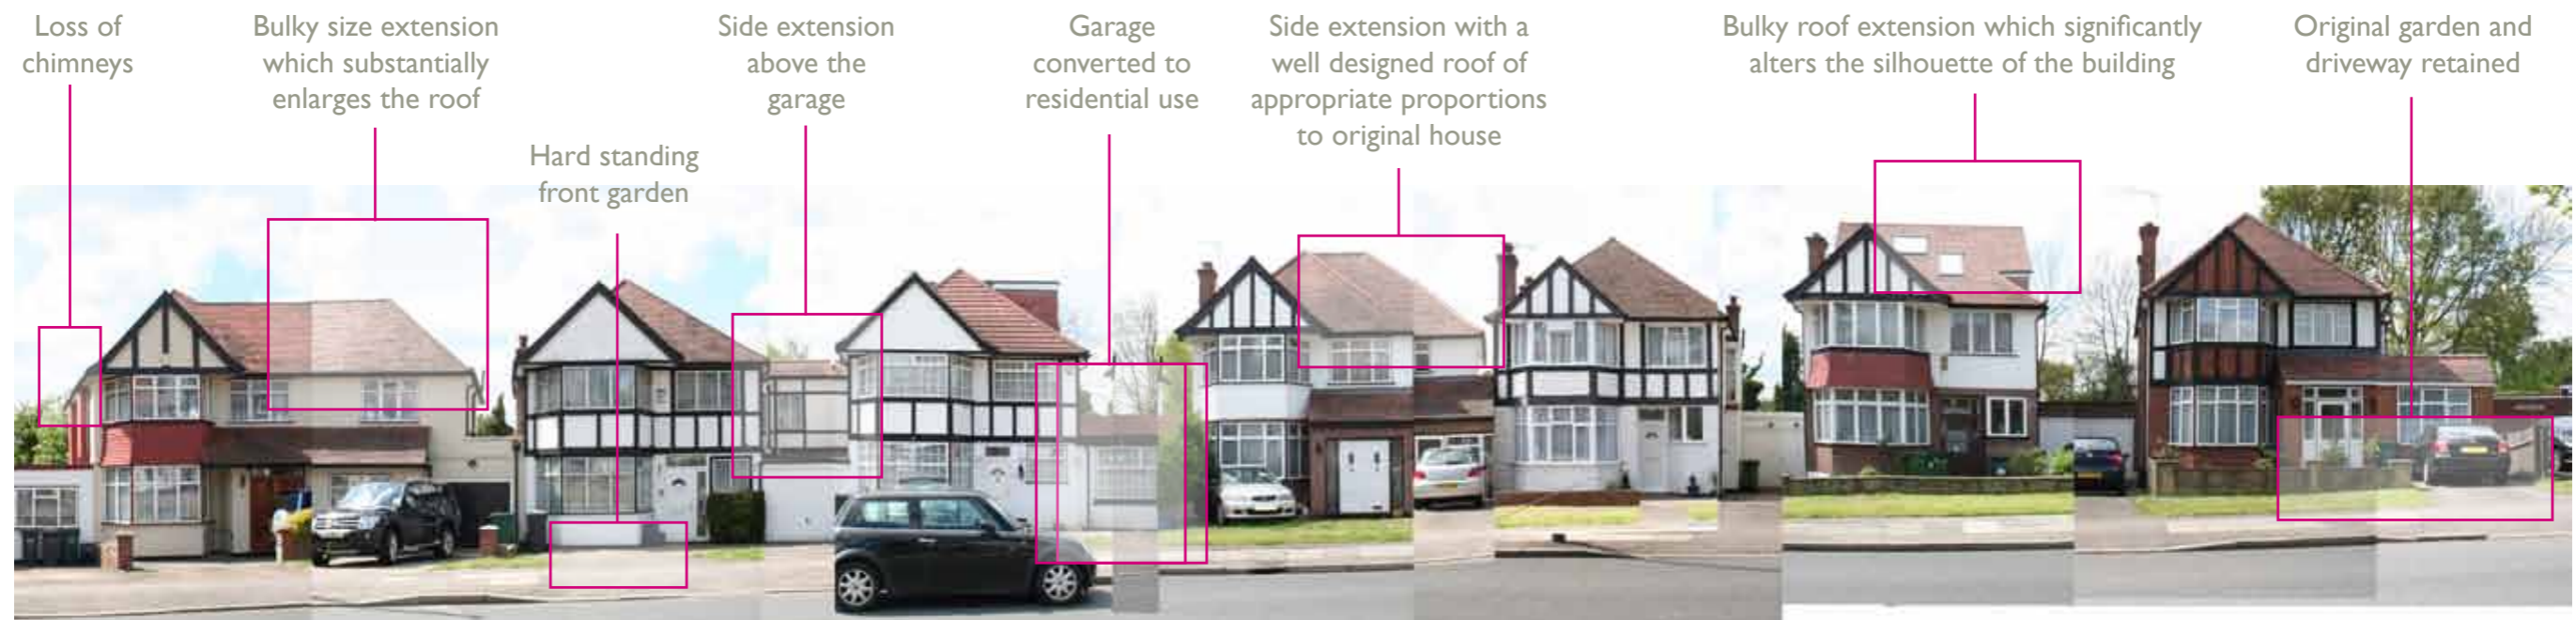 Loss of
chimneys
Bulky size extension
which substantially
enlarges the roof
Hard standing
front garden
Side extension
above the
garage
Garage
converted to
residential use
Side extension with a
well designed roof of
appropriate proportions
to original house
Bulky roof extension which significantly
alters the silhouette of the building
Original garden and
driveway retained